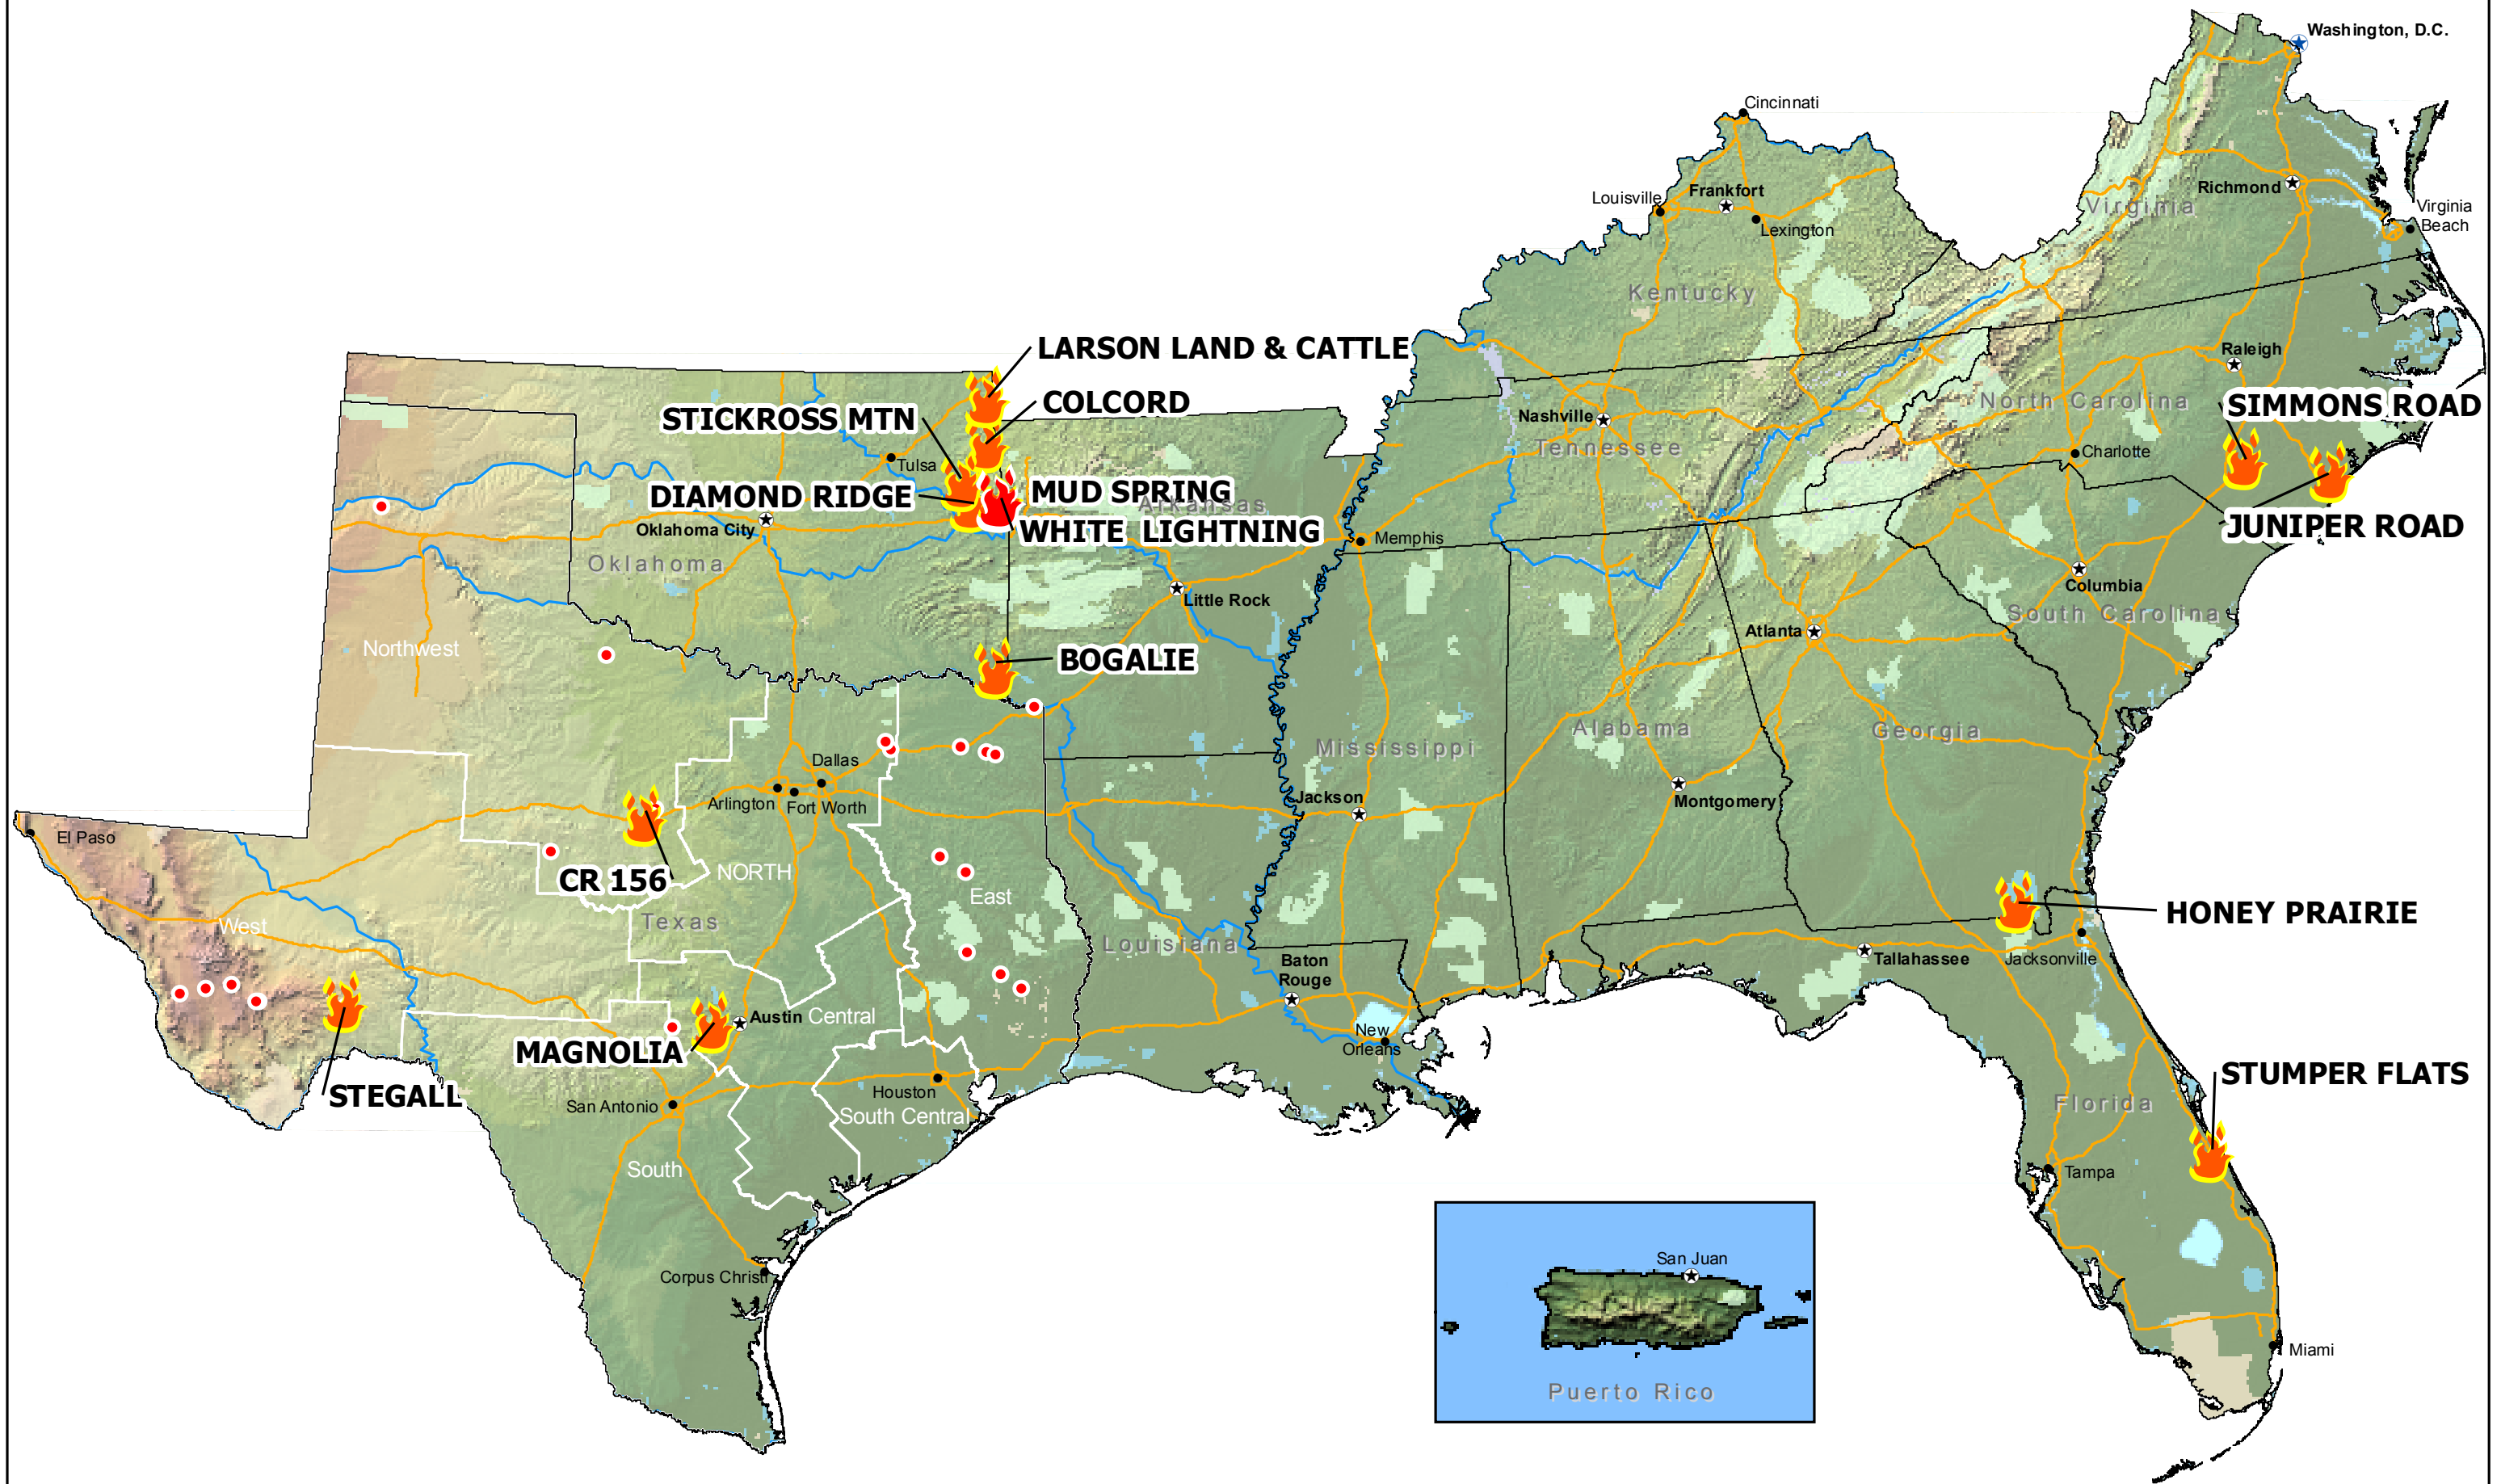 Washington, D.C.
Cincinnati
Louisville
Frankfort
Lexington
Richmond
Virginia
Virginia
Beach
Kentucky
LARSON LAND & CATTLE
COLCORD
STICKROSS MTN
Tulsa
DIAMOND RIDGE
MUD SPRING
Arkansas
WHITE LIGHTNING
Oklahoma City
Oklahoma
Nashville
Tennessee
Raleigh
North Carolina
SIMMONS ROAD
Charlotte
JUNIPER ROAD
Memphis
Little Rock
Columbia
South Carolina
Atlanta
Northwest
BOGALIE
Alabama
Georgia
Mississippi
Dallas
Arlington
Fort Worth
Jackson
Montgomery
El Paso
CR 156
NORTH
East
Texas
West
Louisiana
HONEY PRAIRIE
Baton
Rouge
Tallahassee
Jacksonville
Austin
Central
MAGNOLIA
New
Orleans
STEGALL
San Antonio
Houston
South Central
STUMPER FLATS
Florida
South
Tampa
Corpus Christi
San Juan
Puerto Rico
Miami